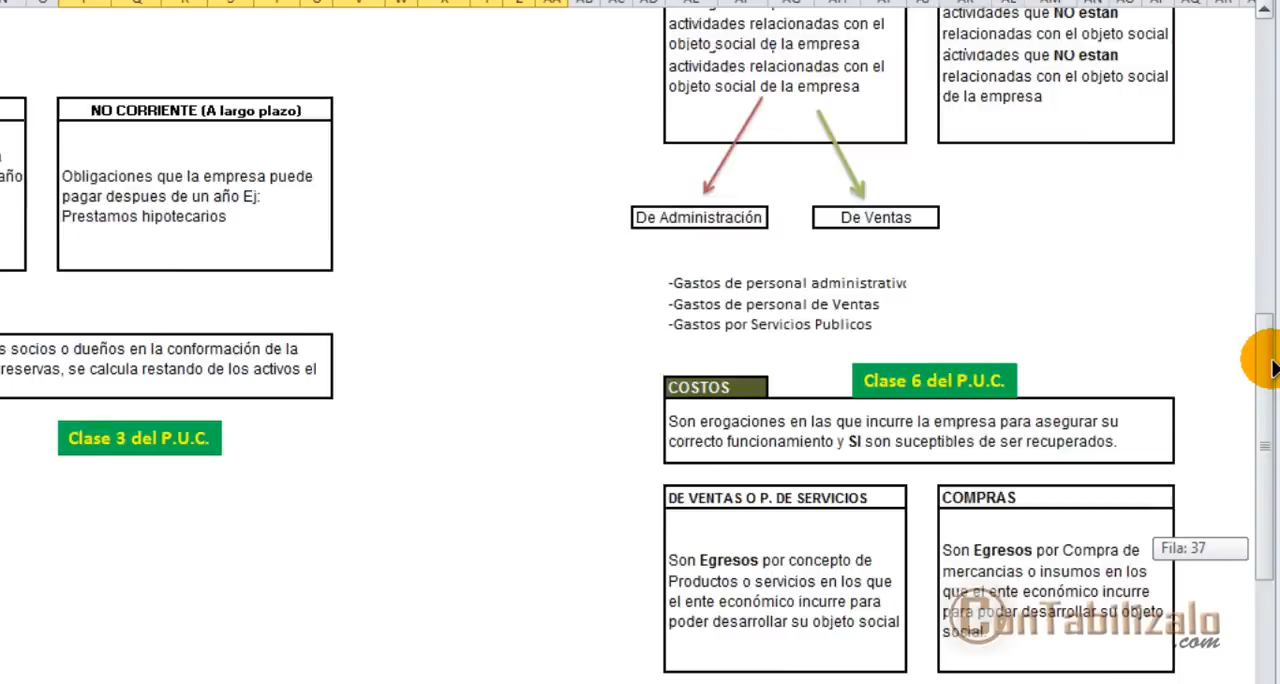 actividades relacionadas con el
objeto social de la empresa
actividades relacionadas con el
objeto social de la empresa
actividades que NO estan
relacionadas con el objeto social
actividades que NO estan
relacionadas con el objeto social
de la empresa
NO CORRIENTE (A largo plazo)
año
Obligaciones que la empresa puede
pagar despues de un año Ej:
Prestamos hipotecarios
De Administración
De Ventas
-Gastos de personal administrativo
-Gastos de personal de Ventas
-Gastos por Servicios Publicos
s socios o dueños en la conformación de la
reservas, se calcula restando de los activos el
Clase 3 del P.U.C.
COSTOS
Clase 6 del P.U.C.
Son erogaciones en las que incurre la empresa para asegurar su
correcto funcionamiento y SI son suceptibles de ser recuperados.
DE VENTAS O P. DE SERVICIOS
Son Egresos por concepto de
Productos o servicios en los que
el ente económico incurre para
poder desarrollar su objeto social
COMPRAS
Son Egresos por Compra de
mercancias o insumos en los
que el ente económico incurre
para poder desarrollar su objeto
social
Fila: 37
ConTabilizalo
.com